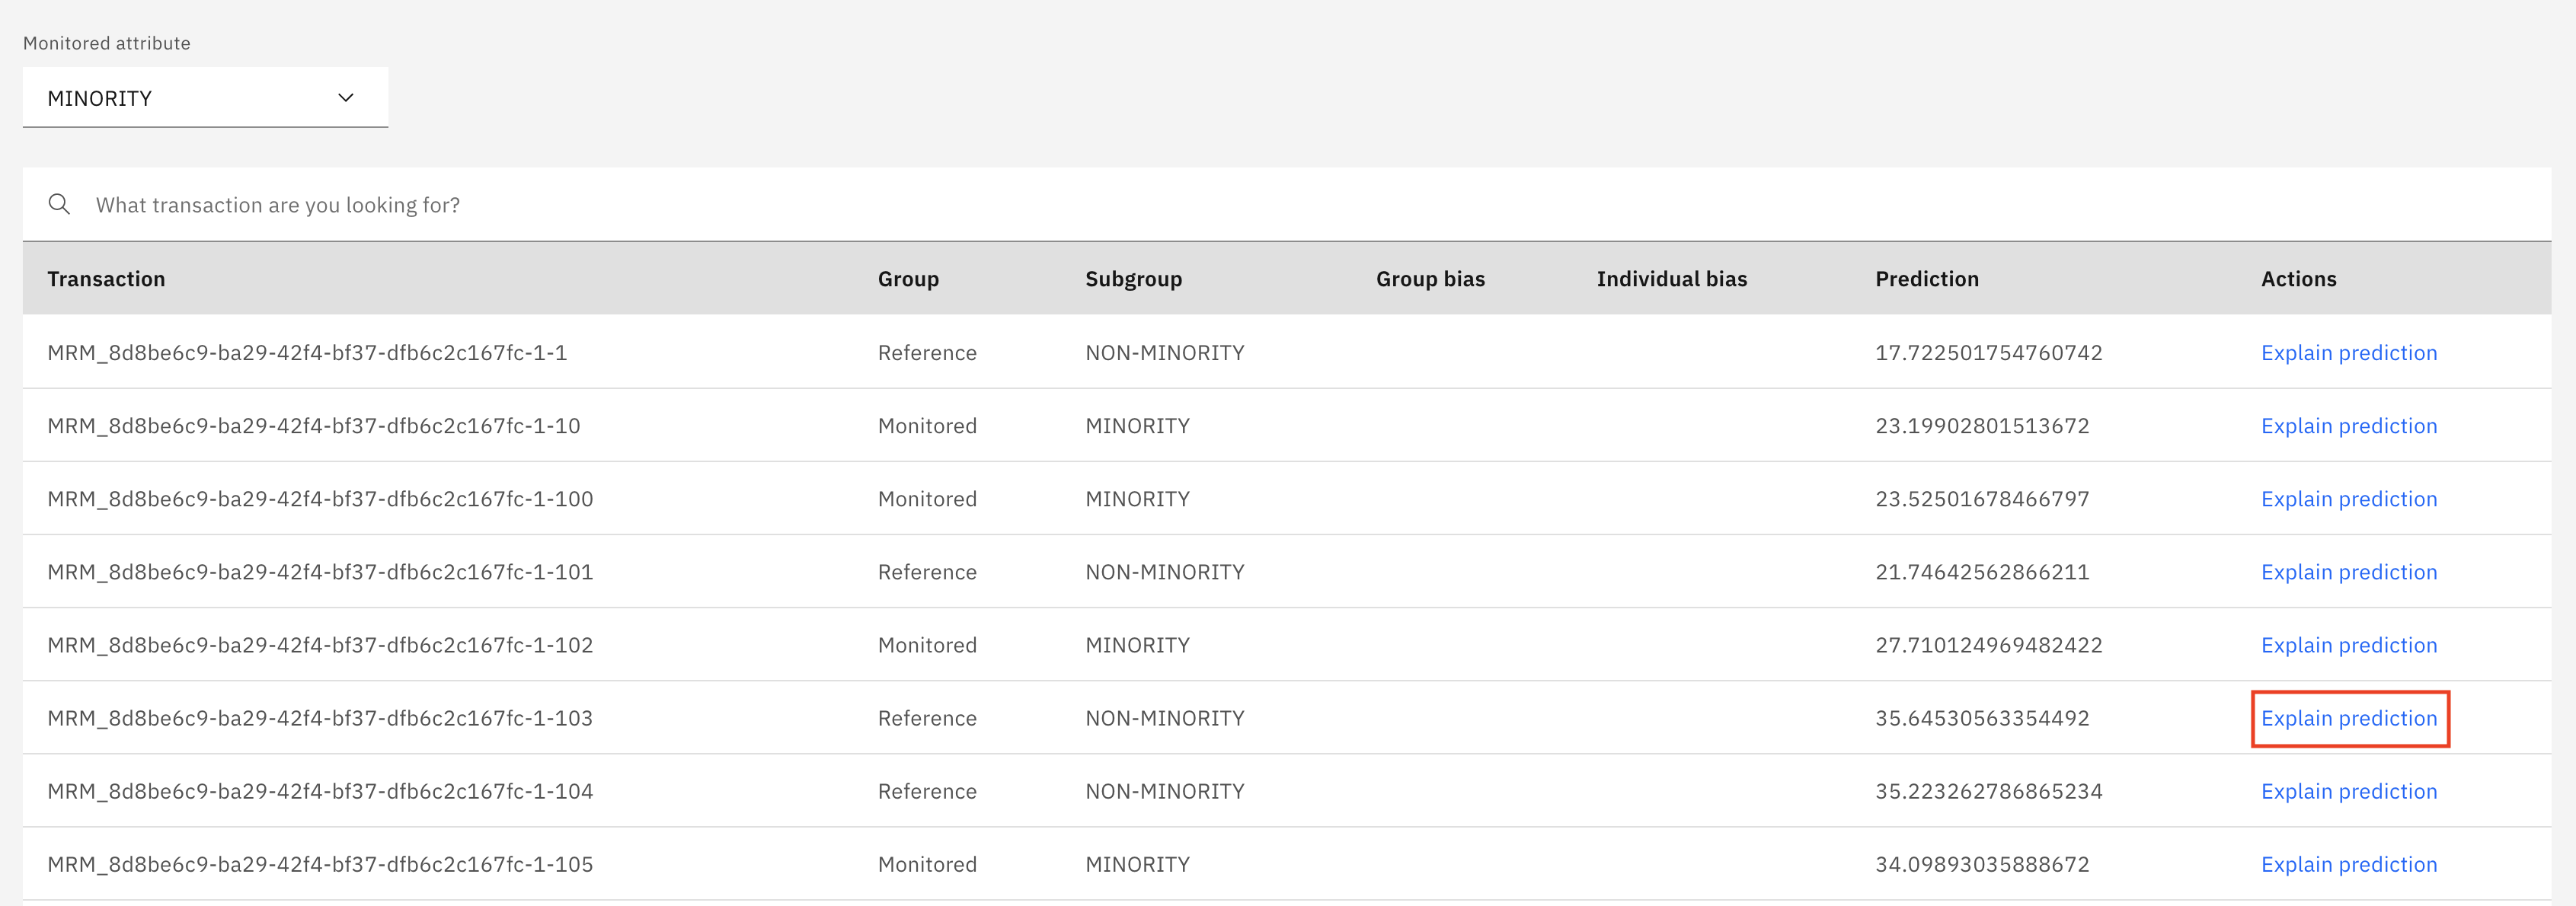 Monitored attribute
MINORITY
What transaction are you looking for?
Transaction Group Subgroup Group bias Individual bias Prediction Actions
MRM_8d8be6c9-ba29-42f4-bf37-dfb6c2c167fc-1-1 Reference NON-MINORITY 17.722501754760742 Explain prediction
MRM_8d8be6c9-ba29-42f4-bf37-dfb6c2c167fc-1-10 Monitored MINORITY 23.19902801513672 Explain prediction
MRM_8d8be6c9-ba29-42f4-bf37-dfb6c2c167fc-1-100 Monitored MINORITY 23.52501678466797 Explain prediction
MRM_8d8be6c9-ba29-42f4-bf37-dfb6c2c167fc-1-101 Reference NON-MINORITY 21.74642562866211 Explain prediction
MRM_8d8be6c9-ba29-42f4-bf37-dfb6c2c167fc-1-102 Monitored MINORITY 27.710124969482422 Explain prediction
MRM_8d8be6c9-ba29-42f4-bf37-dfb6c2c167fc-1-103 Reference NON-MINORITY 35.64530563354492 Explain prediction
MRM_8d8be6c9-ba29-42f4-bf37-dfb6c2c167fc-1-104 Reference NON-MINORITY 35.223262786865234 Explain prediction
MRM_8d8be6c9-ba29-42f4-bf37-dfb6c2c167fc-1-105 Monitored MINORITY 34.09893035888672 Explain prediction